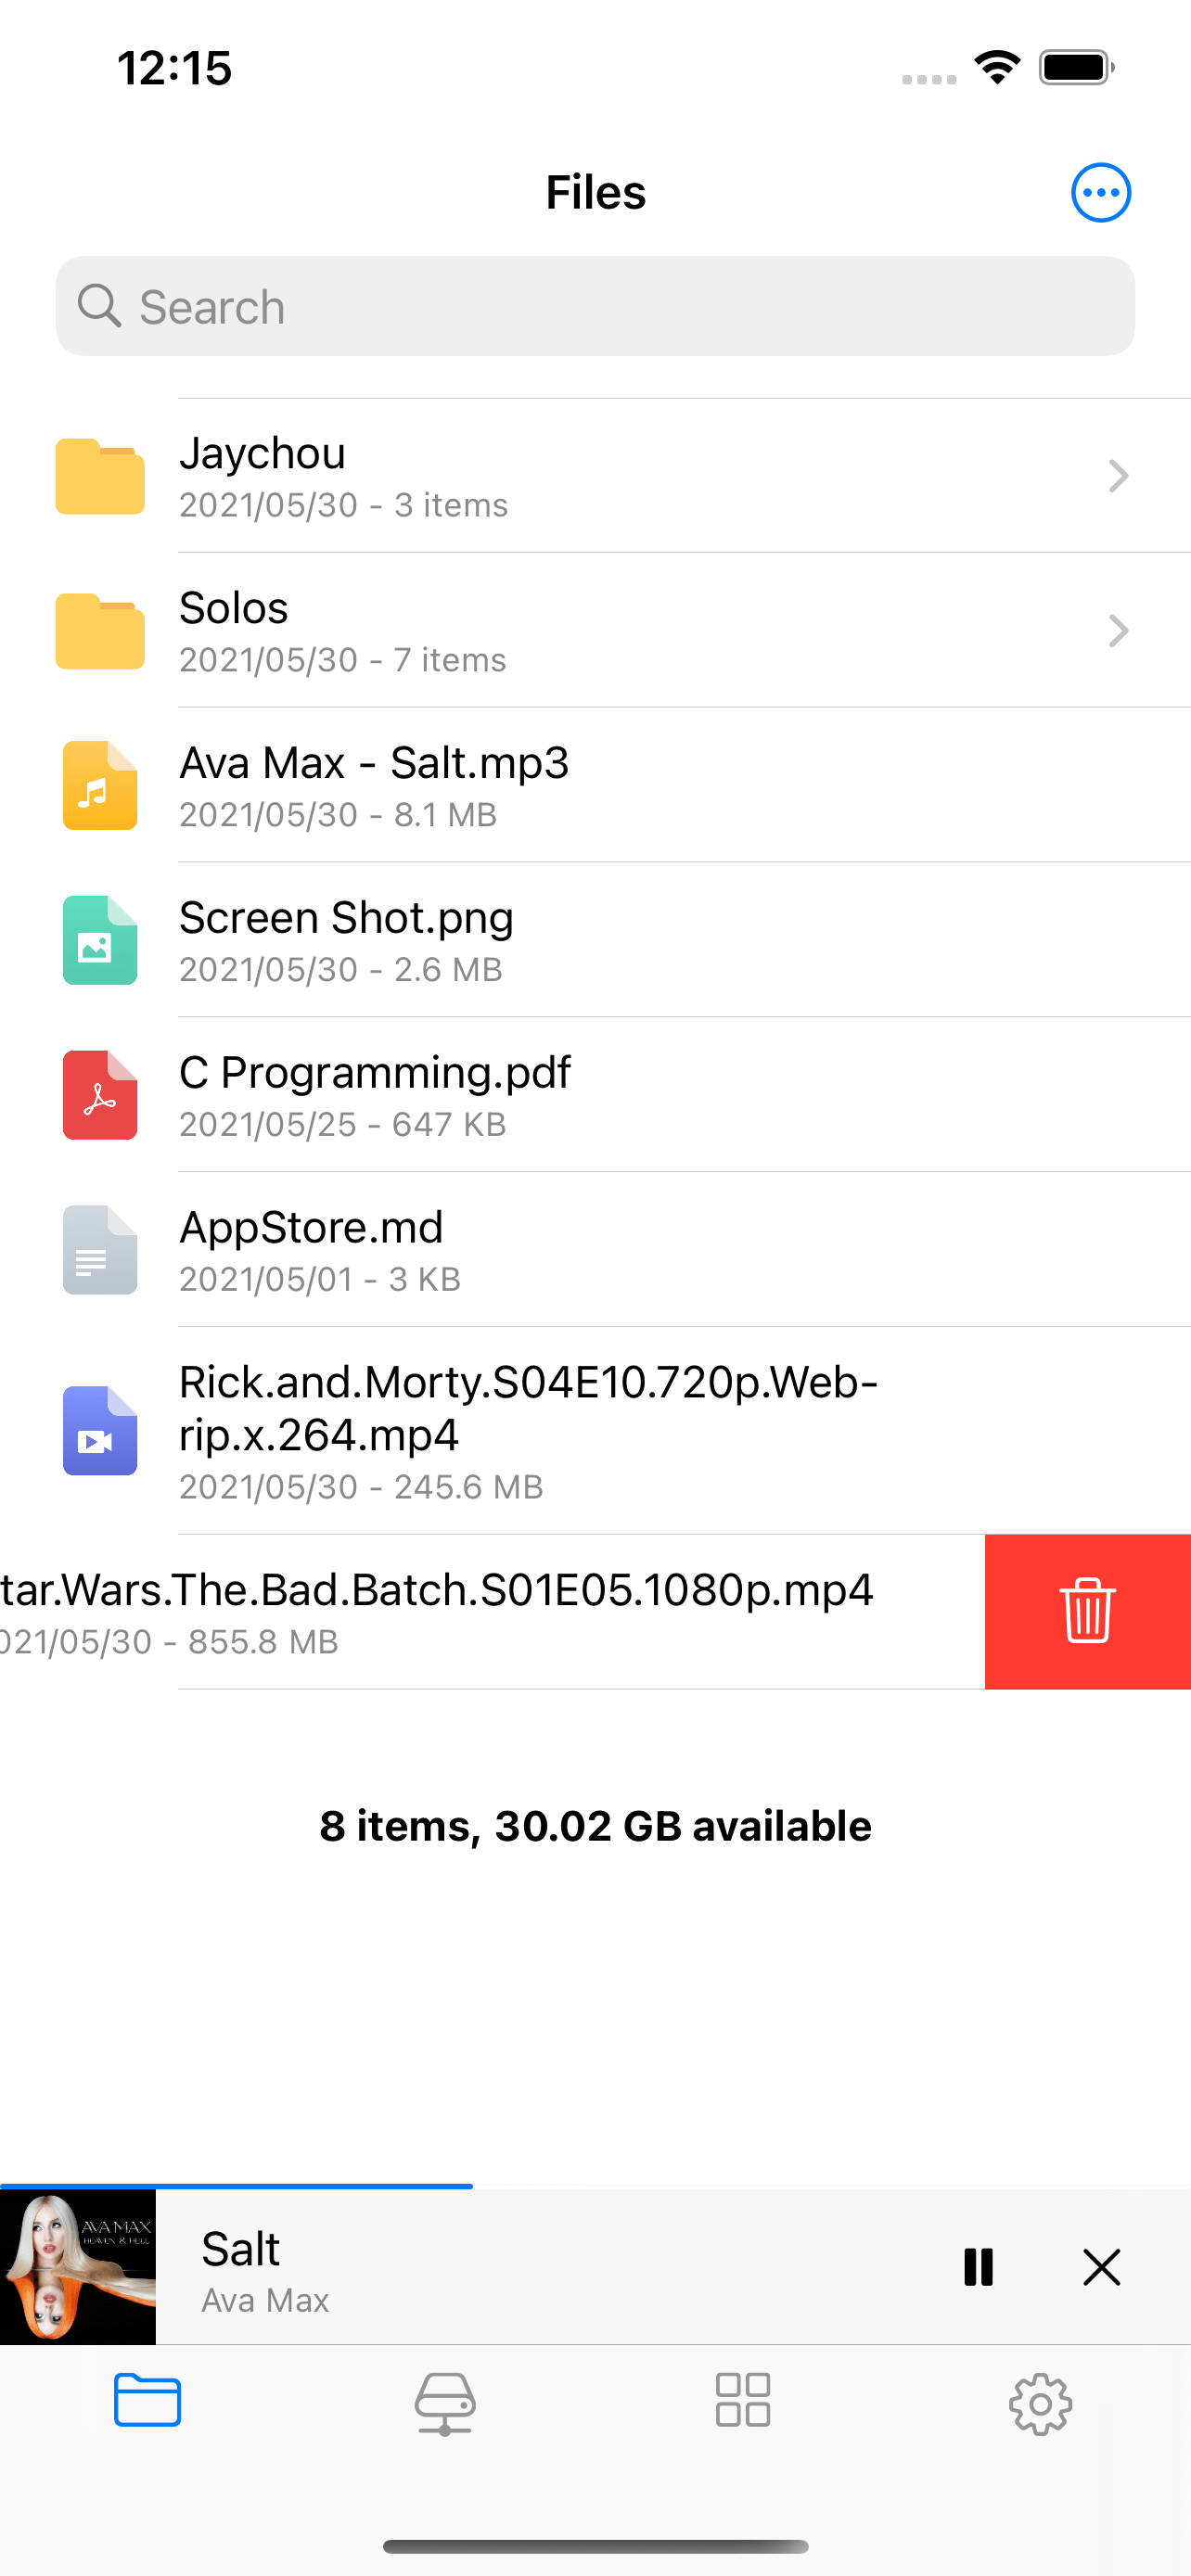 12:15
Files
Search
Jaychou
2021/05/30 - 3 items
Solos
2021/05/30 - 7 items
Ava Max - Salt.mp3
2021/05/30 - 8.1 MB
Screen Shot.png
2021/05/30 - 2.6 MB
C Programming.pdf
2021/05/25 - 647 KB
AppStore.md
2021/05/01 - 3 KB
Rick.and.Morty.S04E10.720p.Web-
rip.x.264.mp4
2021/05/30 - 245.6 MB
tar.Wars.The.Bad.Batch.S01E05.1080p.mp4
021/05/30 - 855.8 MB
8 items, 30.02 GB available
AVA MAX
HEAVEN & HELL
Salt
Ava Max